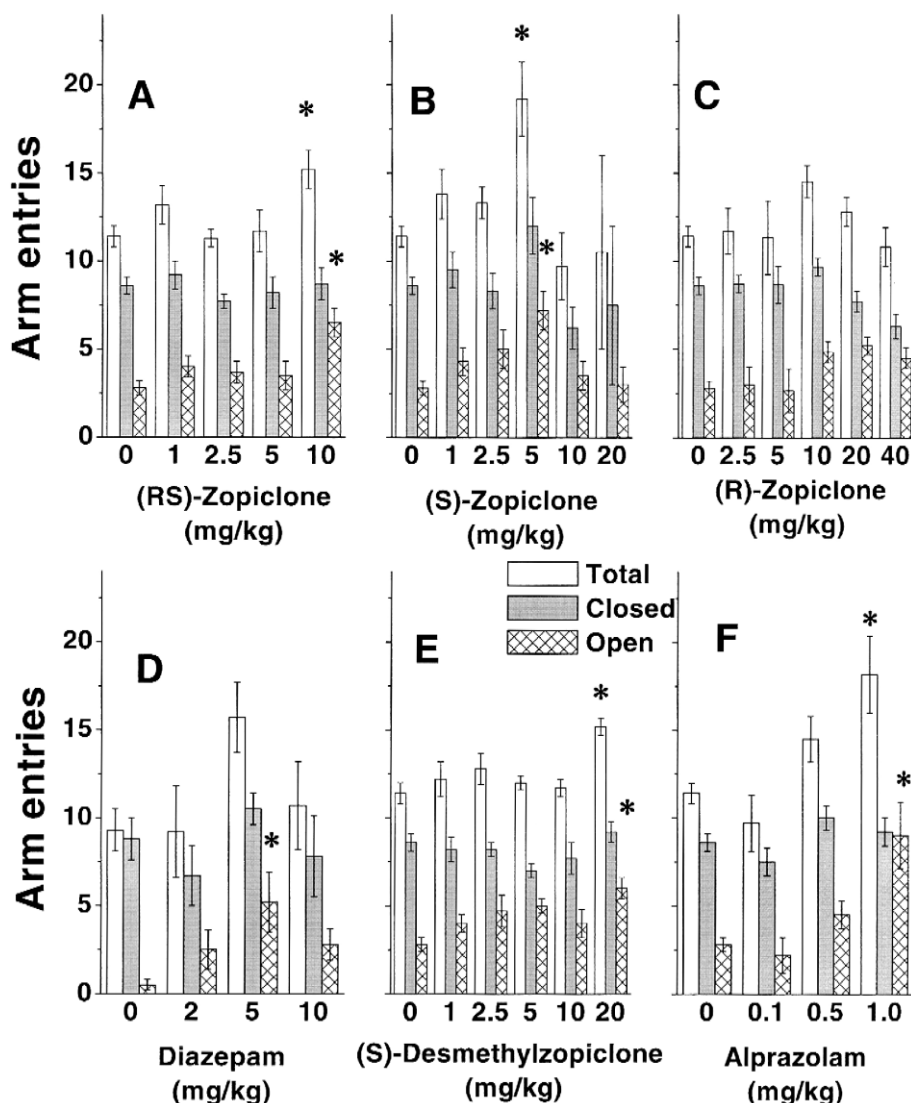 A
B
C
*
*
*
*
Arm entries
20
15
10
5
0
0 1 2.5 5 10
0 1 2.5 5 10 20
0 2.5 5 10 20 40
(RS)-Zopiclone
(mg/kg)
(S)-Zopiclone
(mg/kg)
(R)-Zopiclone
(mg/kg)
Total
Closed
Open
D
E
F
*
*
*
*
*
Arm entries
20
15
10
5
0
0 2 5 10
0 1 2.5 5 10 20
0 0.1 0.5 1.0
Diazepam
(mg/kg)
(S)-Desmethylzopiclone
(mg/kg)
Alprazolam
(mg/kg)